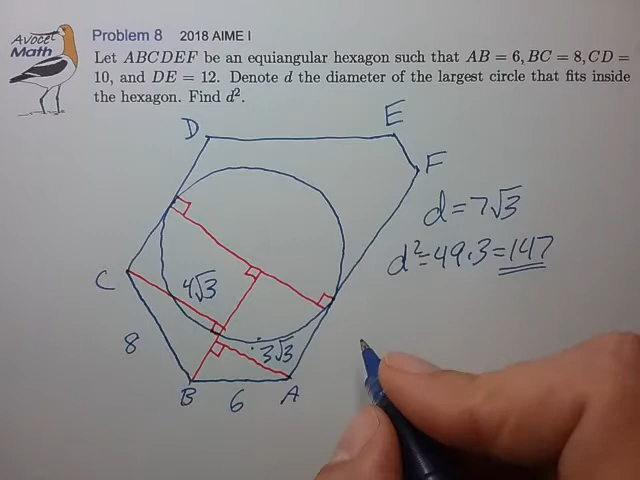 Avocet
Math
Problem 8 2018 AIME I
Let ABCDEF be an equiangular hexagon such that AB = 6, BC = 8, CD =
10, and DE = 12. Denote d the diameter of the largest circle that fits inside
the hexagon. Find d².
D
E
F
d = 7√3
d² = 49·3 = 147
C
4√3
8
3√3
B
6
A